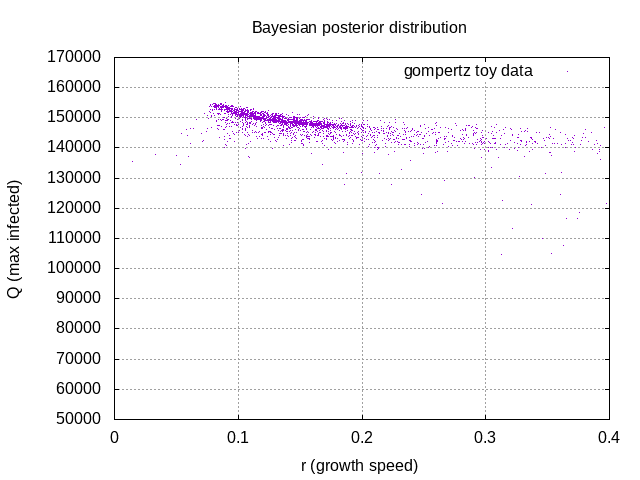 Bayesian posterior distribution
gompertz toy data
Q (max infected)
170000
160000
150000
140000
130000
120000
110000
100000
90000
80000
70000
60000
50000
0 0.1 0.2 0.3 0.4
r (growth speed)